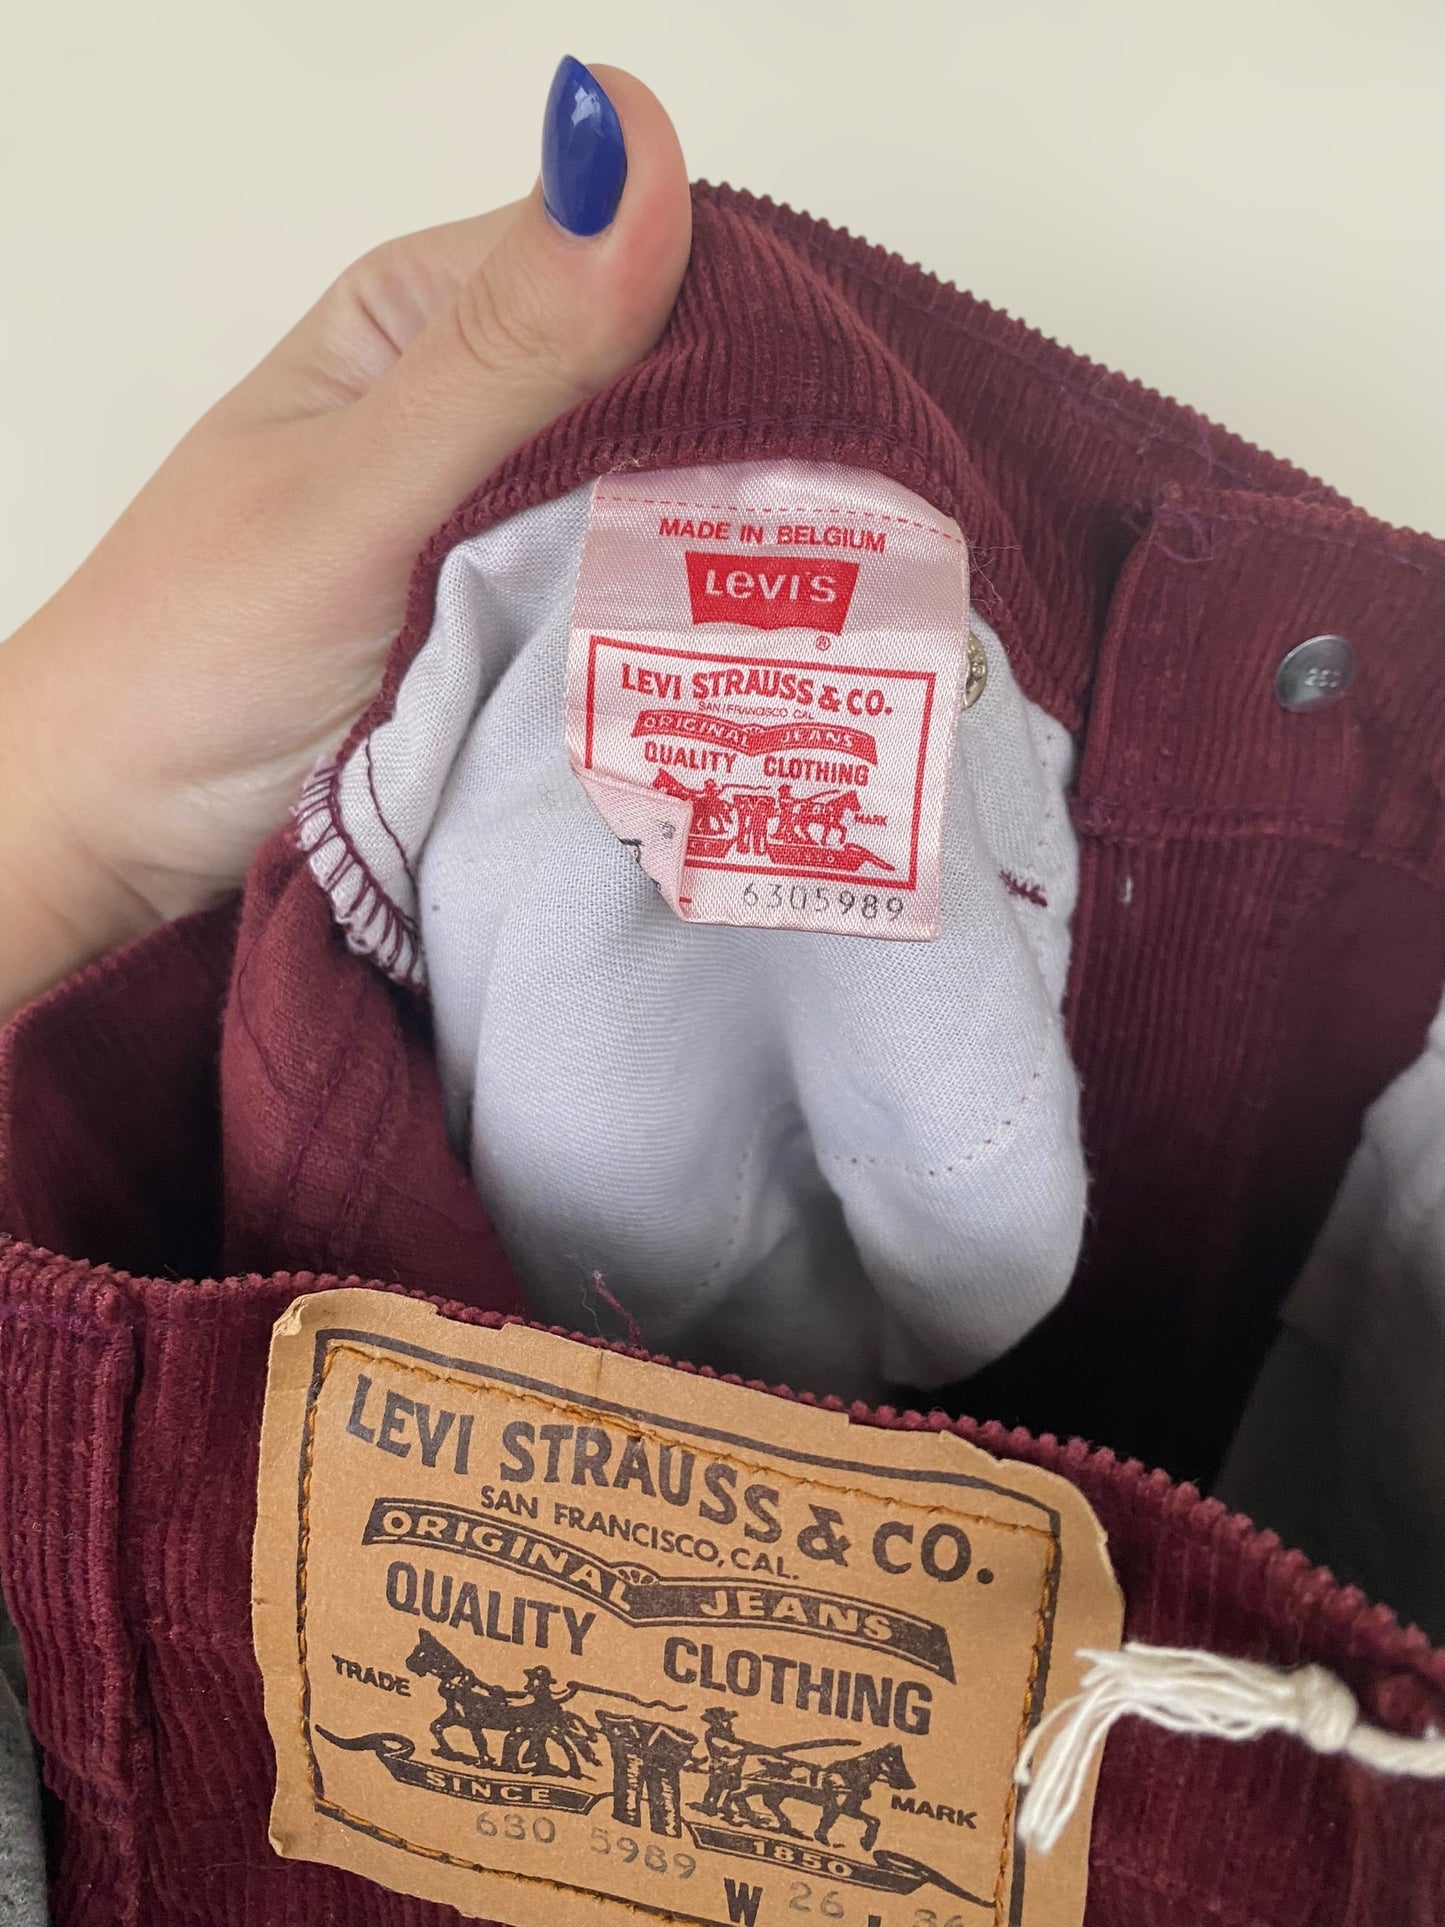 MADE IN BELGIUM
LEVI'S
®
LEVI STRAUSS & CO.
SAN FRANCISCO CAL
ORIGINAL JEANS
QUALITY CLOTHING
MARK
1850
6305989
LEVI STRAUSS & CO.
SAN FRANCISCO, CAL.
ORIGINAL JEANS
QUALITY CLOTHING
TRADE MARK
SINCE 1850
630 5989
W 26 L